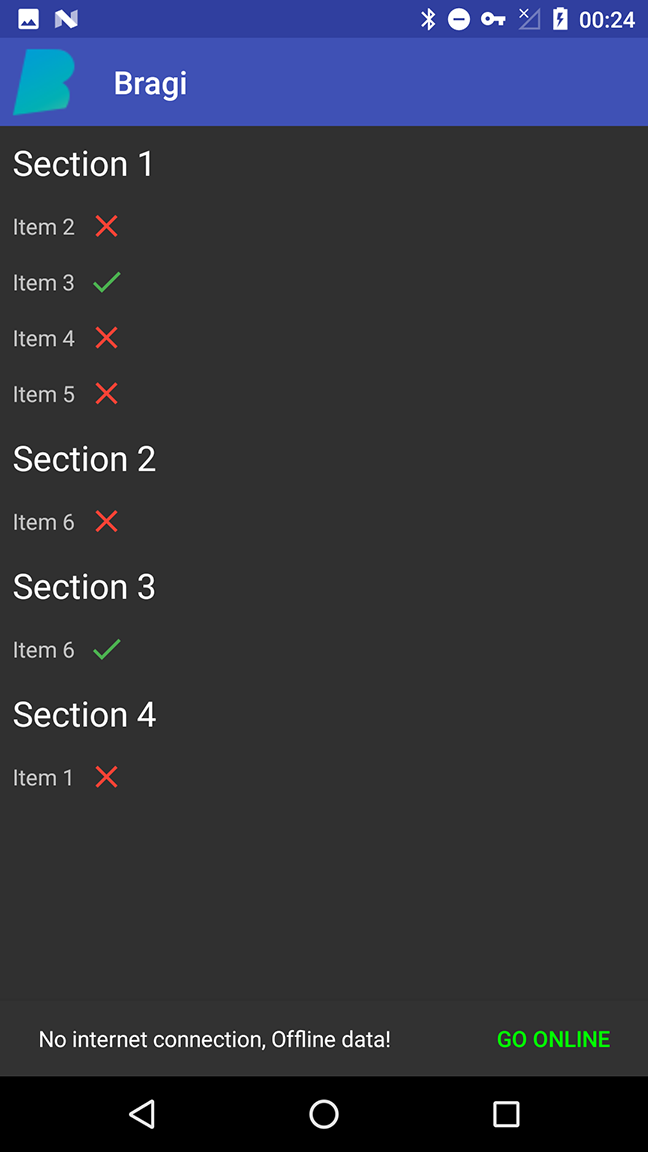 00:24
Bragi
Section 1
Item 2
Item 3
Item 4
Item 5
Section 2
Item 6
Section 3
Item 6
Section 4
Item 1
No internet connection, Offline data! GO ONLINE